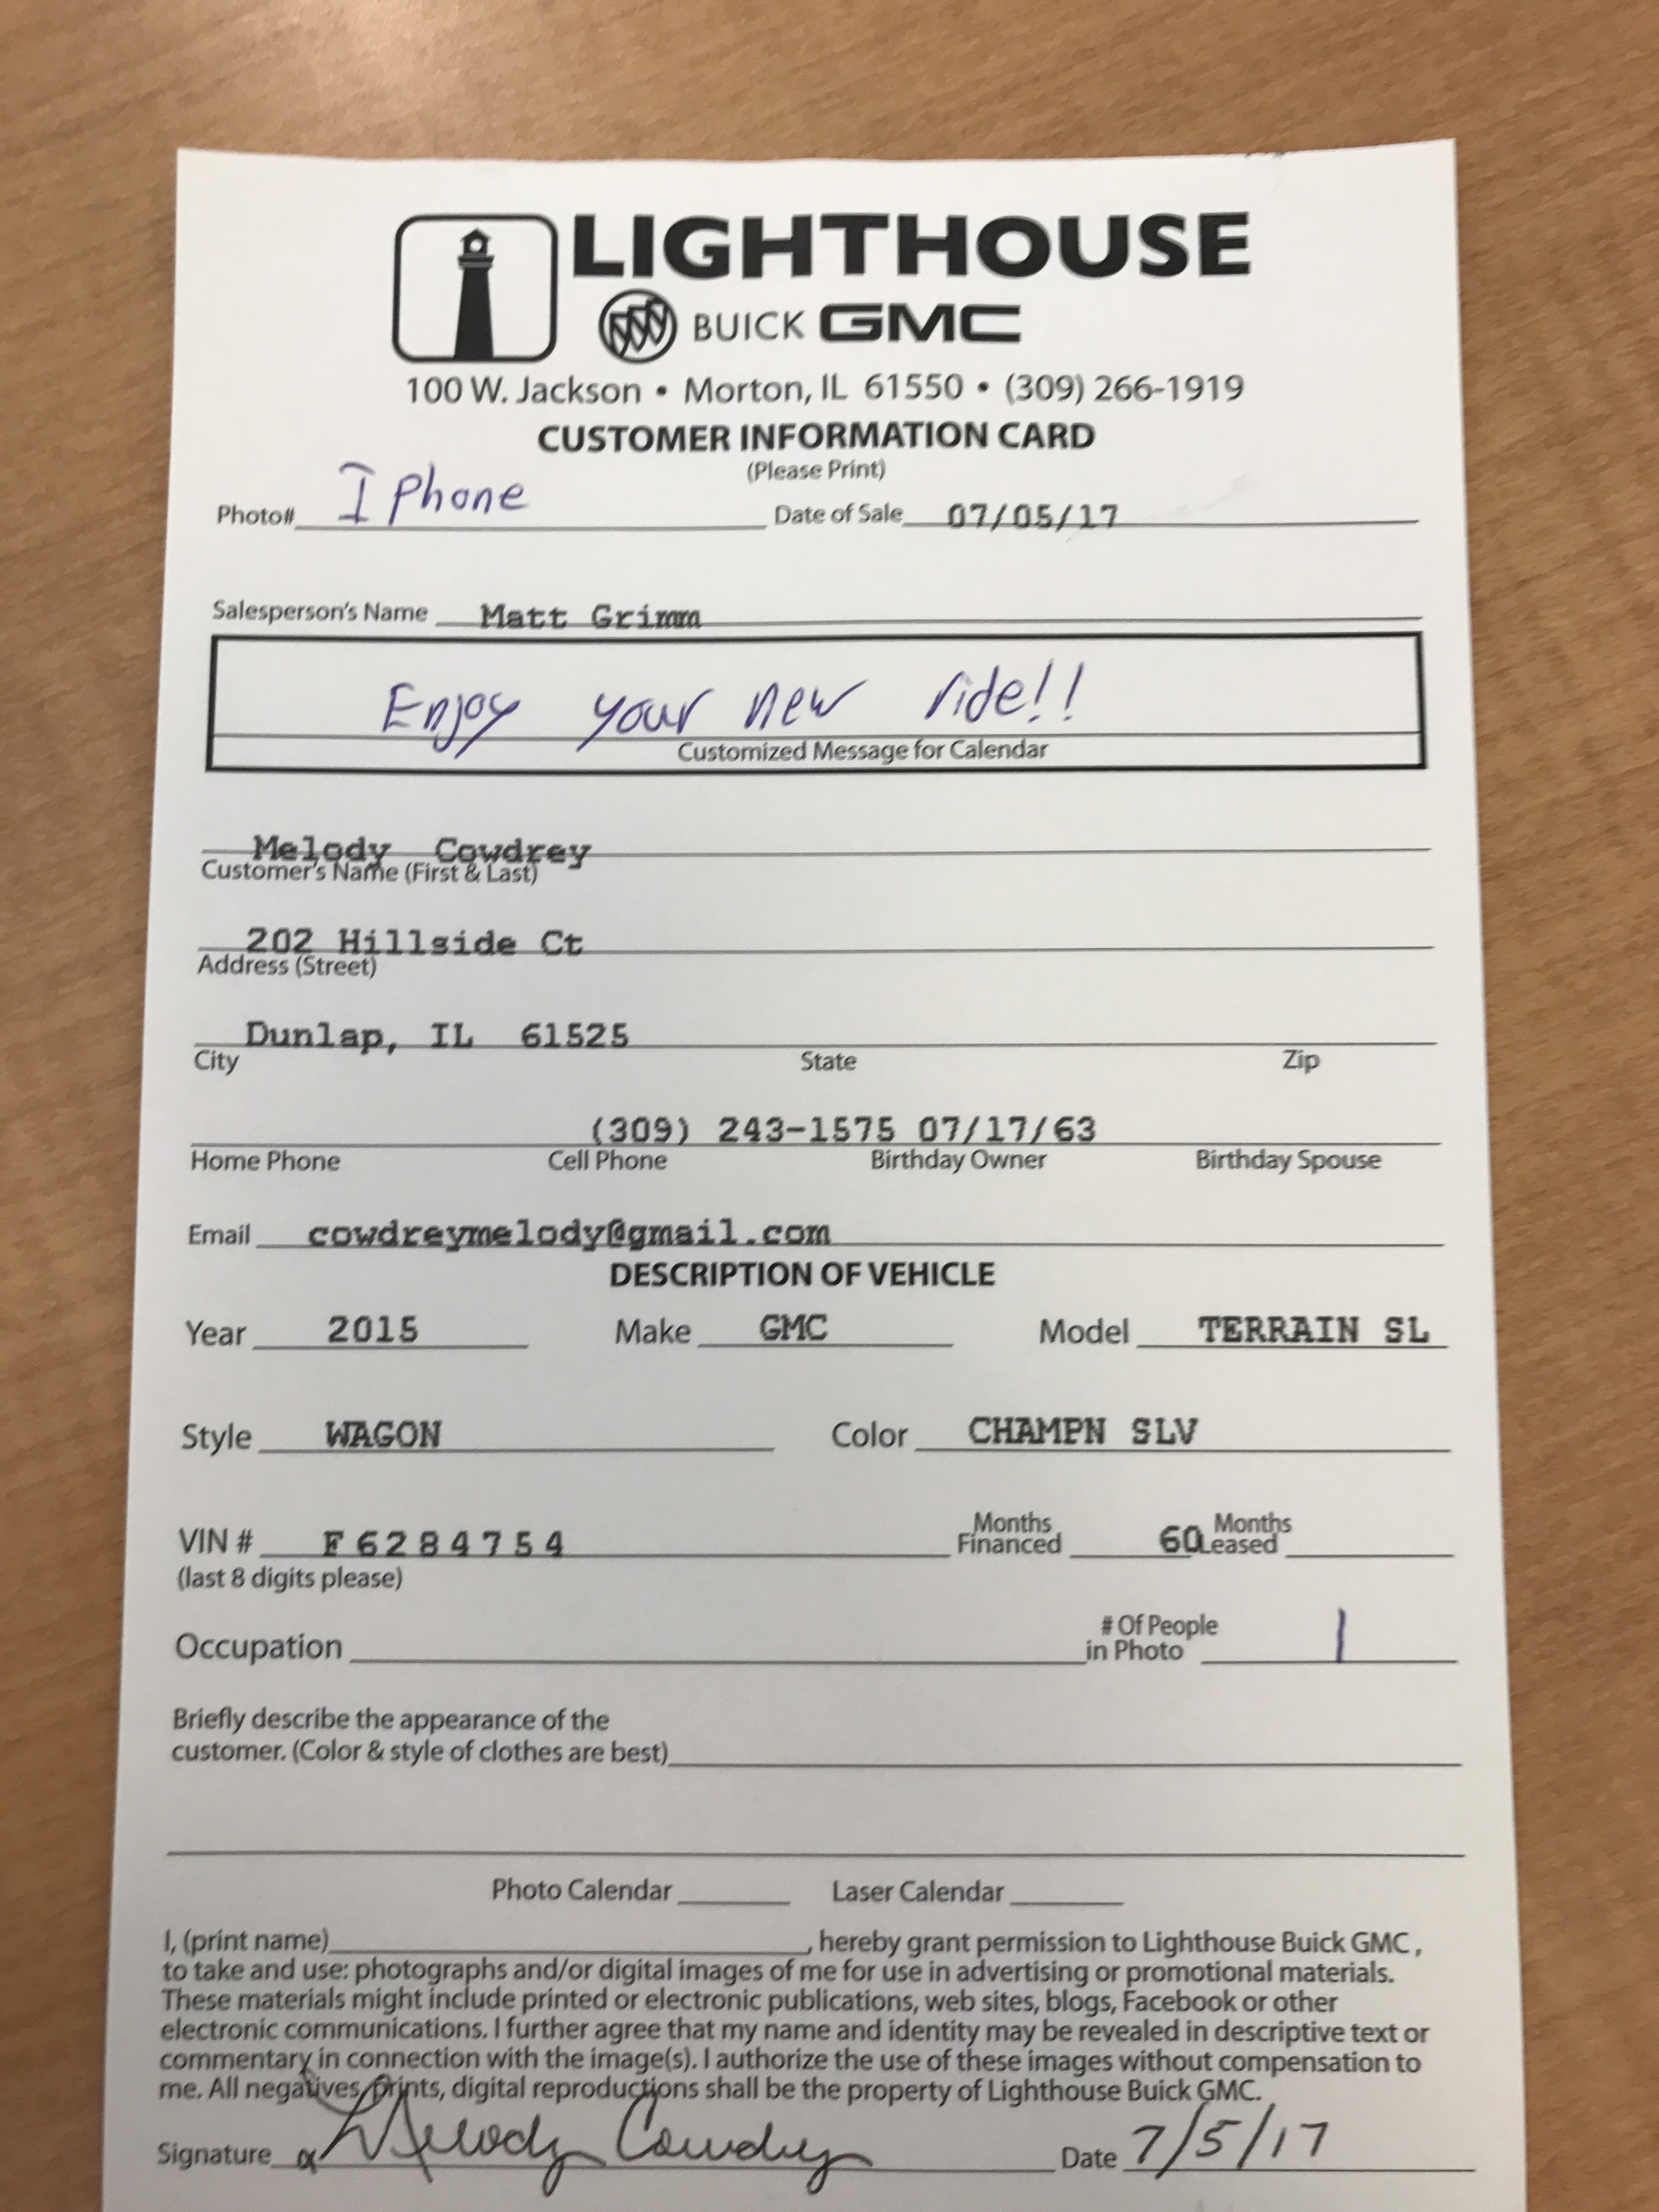 LIGHTHOUSE
BUICK GMC
100 W. Jackson • Morton, IL 61550 • (309) 266-1919
CUSTOMER INFORMATION CARD
(Please Print)
Photo# I Phone Date of Sale 07/05/17
Salesperson's Name Matt Grimm
Enjoy your new ride!!
Customized Message for Calendar
Melody Cowdrey
Customer's Name (First & Last)
202 Hillside Ct
Address (Street)
Dunlap, IL 61525
City State Zip
(309) 243-1575 07/17/63
Home Phone Cell Phone Birthday Owner Birthday Spouse
Email cowdreymelody@gmail.com
DESCRIPTION OF VEHICLE
Year 2015 Make GMC Model TERRAIN SL
Style WAGON Color CHAMPN SLV
VIN # F6284754 Months Financed 60 Months Leased
(last 8 digits please)
Occupation # Of People in Photo 1
Briefly describe the appearance of the
customer. (Color & style of clothes are best)
Photo Calendar Laser Calendar
I, (print name) , hereby grant permission to Lighthouse Buick GMC,
to take and use: photographs and/or digital images of me for use in advertising or promotional materials.
These materials might include printed or electronic publications, web sites, blogs, Facebook or other
electronic communications. I further agree that my name and identity may be revealed in descriptive text or
commentary in connection with the image(s). I authorize the use of these images without compensation to
me. All negatives, prints, digital reproductions shall be the property of Lighthouse Buick GMC.
Signature x Melody Cowdrey Date 7/5/17